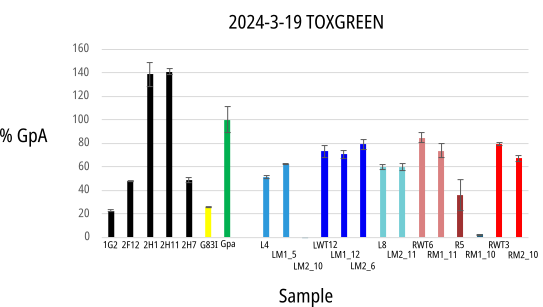 2024-3-19 TOXGREEN
160
140
120
100
80
60
40
20
0
% GpA
1G2 2F12 2H1 2H11 2H7 G83I Gpa L4 LWT12 L8 RWT6 R5 RWT3
LM1_5 LM1_12 LM2_11 RM1_11 RM1_10 RM2_10
LM2_10 LM2_6
Sample